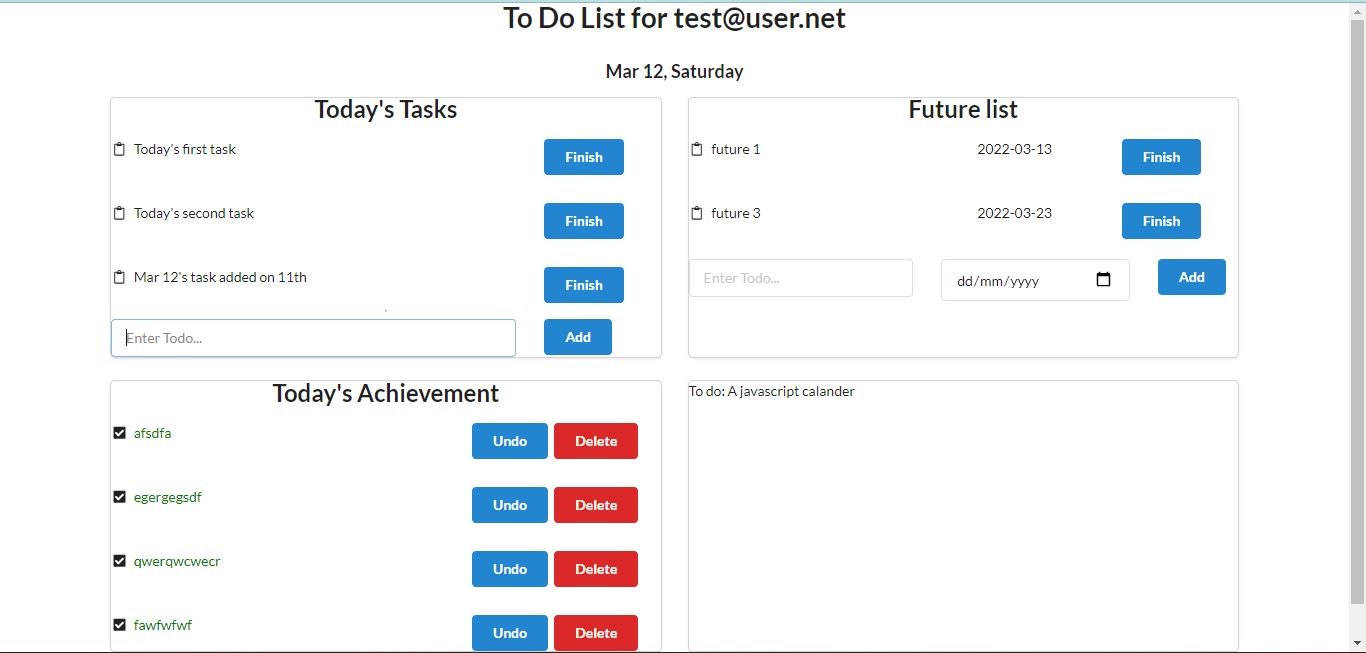 To Do List for test@user.net
Mar 12, Saturday
Today's Tasks
Today's first task Finish
Today's second task Finish
Mar 12's task added on 11th Finish
Enter Todo... Add
Future list
future 1 2022-03-13 Finish
future 3 2022-03-23 Finish
Enter Todo... dd/mm/yyyy Add
Today's Achievement
afsdfa Undo Delete
egergegsdf Undo Delete
qwerqwcwecr Undo Delete
fawfwfwf Undo Delete
To do: A javascript calander